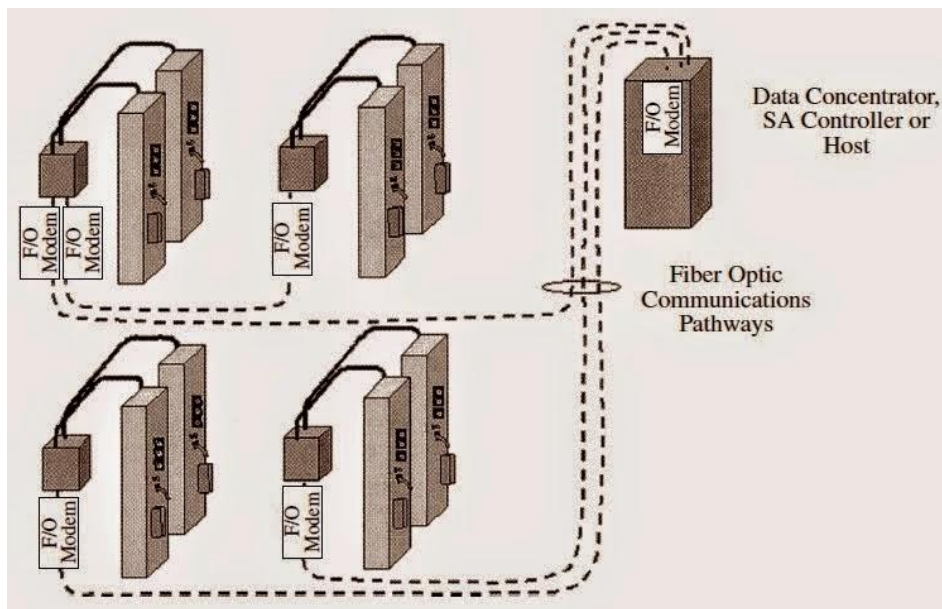 F/O
Modem
F/O
Modem
F/O
Modem
F/O
Modem
Data Concentrator,
SA Controller or
Host
Fiber Optic
Communications
Pathways
F/O
Modem
F/O
Modem